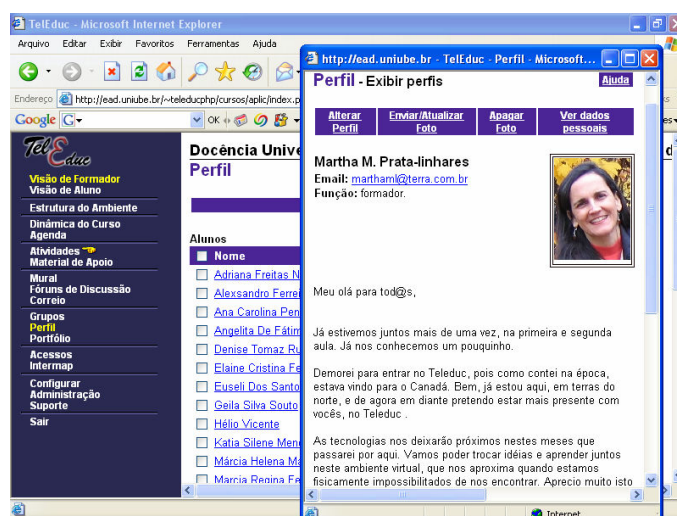 TelEduc - Microsoft Internet Explorer
Arquivo Editar Exibir Favoritos Ferramentas Ajuda
Endereço http://ead.uniube.br/~teleducphp/cursos/aplic/index.p
Google G OK
TelEduc
Visão de Formador
Visão de Aluno
Estrutura do Ambiente
Dinâmica do Curso
Agenda
Atividades
Material de Apoio
Mural
Fóruns de Discussão
Correio
Grupos
Perfil
Portfólio
Acessos
Intermap
Configurar
Administração
Suporte
Sair
Docência Unive
Perfil
Alunos
Nome
Adriana Freitas N
Alexsandro Ferrei
Ana Carolina Pen
Angelita De Fátim
Denise Tomaz Ru
Elaine Cristina Fe
Euseli Dos Santo
Geila Silva Souto
Hélio Vicente
Katia Silene Men
Márcia Helena Ma
Marcia Regina Fe
http://ead.uniube.br - TelEduc - Perfil - Microsoft...
Perfil - Exibir perfis Ajuda
Alterar Perfil
Enviar/Atualizar Foto
Apagar Foto
Ver dados pessoais
Martha M. Prata-linhares
Email: marthaml@terra.com.br
Função: formador.
Meu olá para tod@s,
Já estivemos juntos mais de uma vez, na primeira e segunda
aula. Já nos conhecemos um pouquinho.
Demorei para entrar no Teleduc, pois como contei na época,
estava vindo para o Canadá. Bem, já estou aqui, em terras do
norte, e de agora em diante pretendo estar mais presente com
vocês, no Teleduc .
As tecnologias nos deixarão próximos nestes meses que
passarei por aqui. Vamos poder trocar idéias e aprender juntos
neste ambiente virtual, que nos aproxima quando estamos
fisicamente impossibilitados de nos encontrar. Aprecio muito isto
Internet